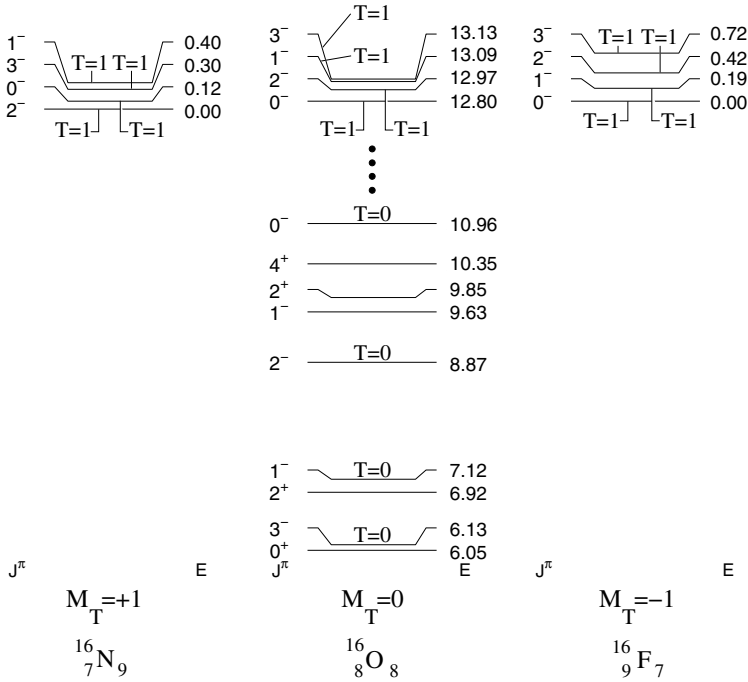 1⁻ T=1 T=1 0.40
3⁻ 0.30
0⁻ 0.12
2⁻ 0.00
T=1 T=1
T=1
3⁻ 13.13
1⁻ T=1 13.09
2⁻ 12.97
0⁻ 12.80
T=1 T=1
0⁻ T=0 10.96
4⁺ 10.35
2⁺ 9.85
1⁻ 9.63
2⁻ T=0 8.87
1⁻ T=0 7.12
2⁺ 6.92
3⁻ T=0 6.13
0⁺ 6.05
3⁻ T=1 T=1 0.72
2⁻ 0.42
1⁻ 0.19
0⁻ 0.00
T=1 T=1
J^π E J^π E J^π E
M_T=+1 M_T=0 M_T=−1
¹⁶₇N₉ ¹⁶₈O₈ ¹⁶₉F₇